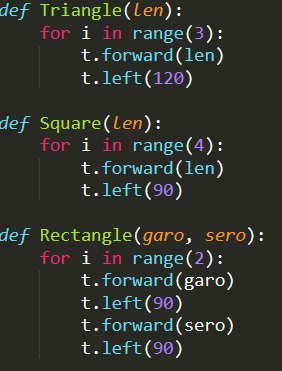 def Triangle(len):
    for i in range(3):
        t.forward(len)
        t.left(120)

def Square(len):
    for i in range(4):
        t.forward(len)
        t.left(90)

def Rectangle(garo, sero):
    for i in range(2):
        t.forward(garo)
        t.left(90)
        t.forward(sero)
        t.left(90)